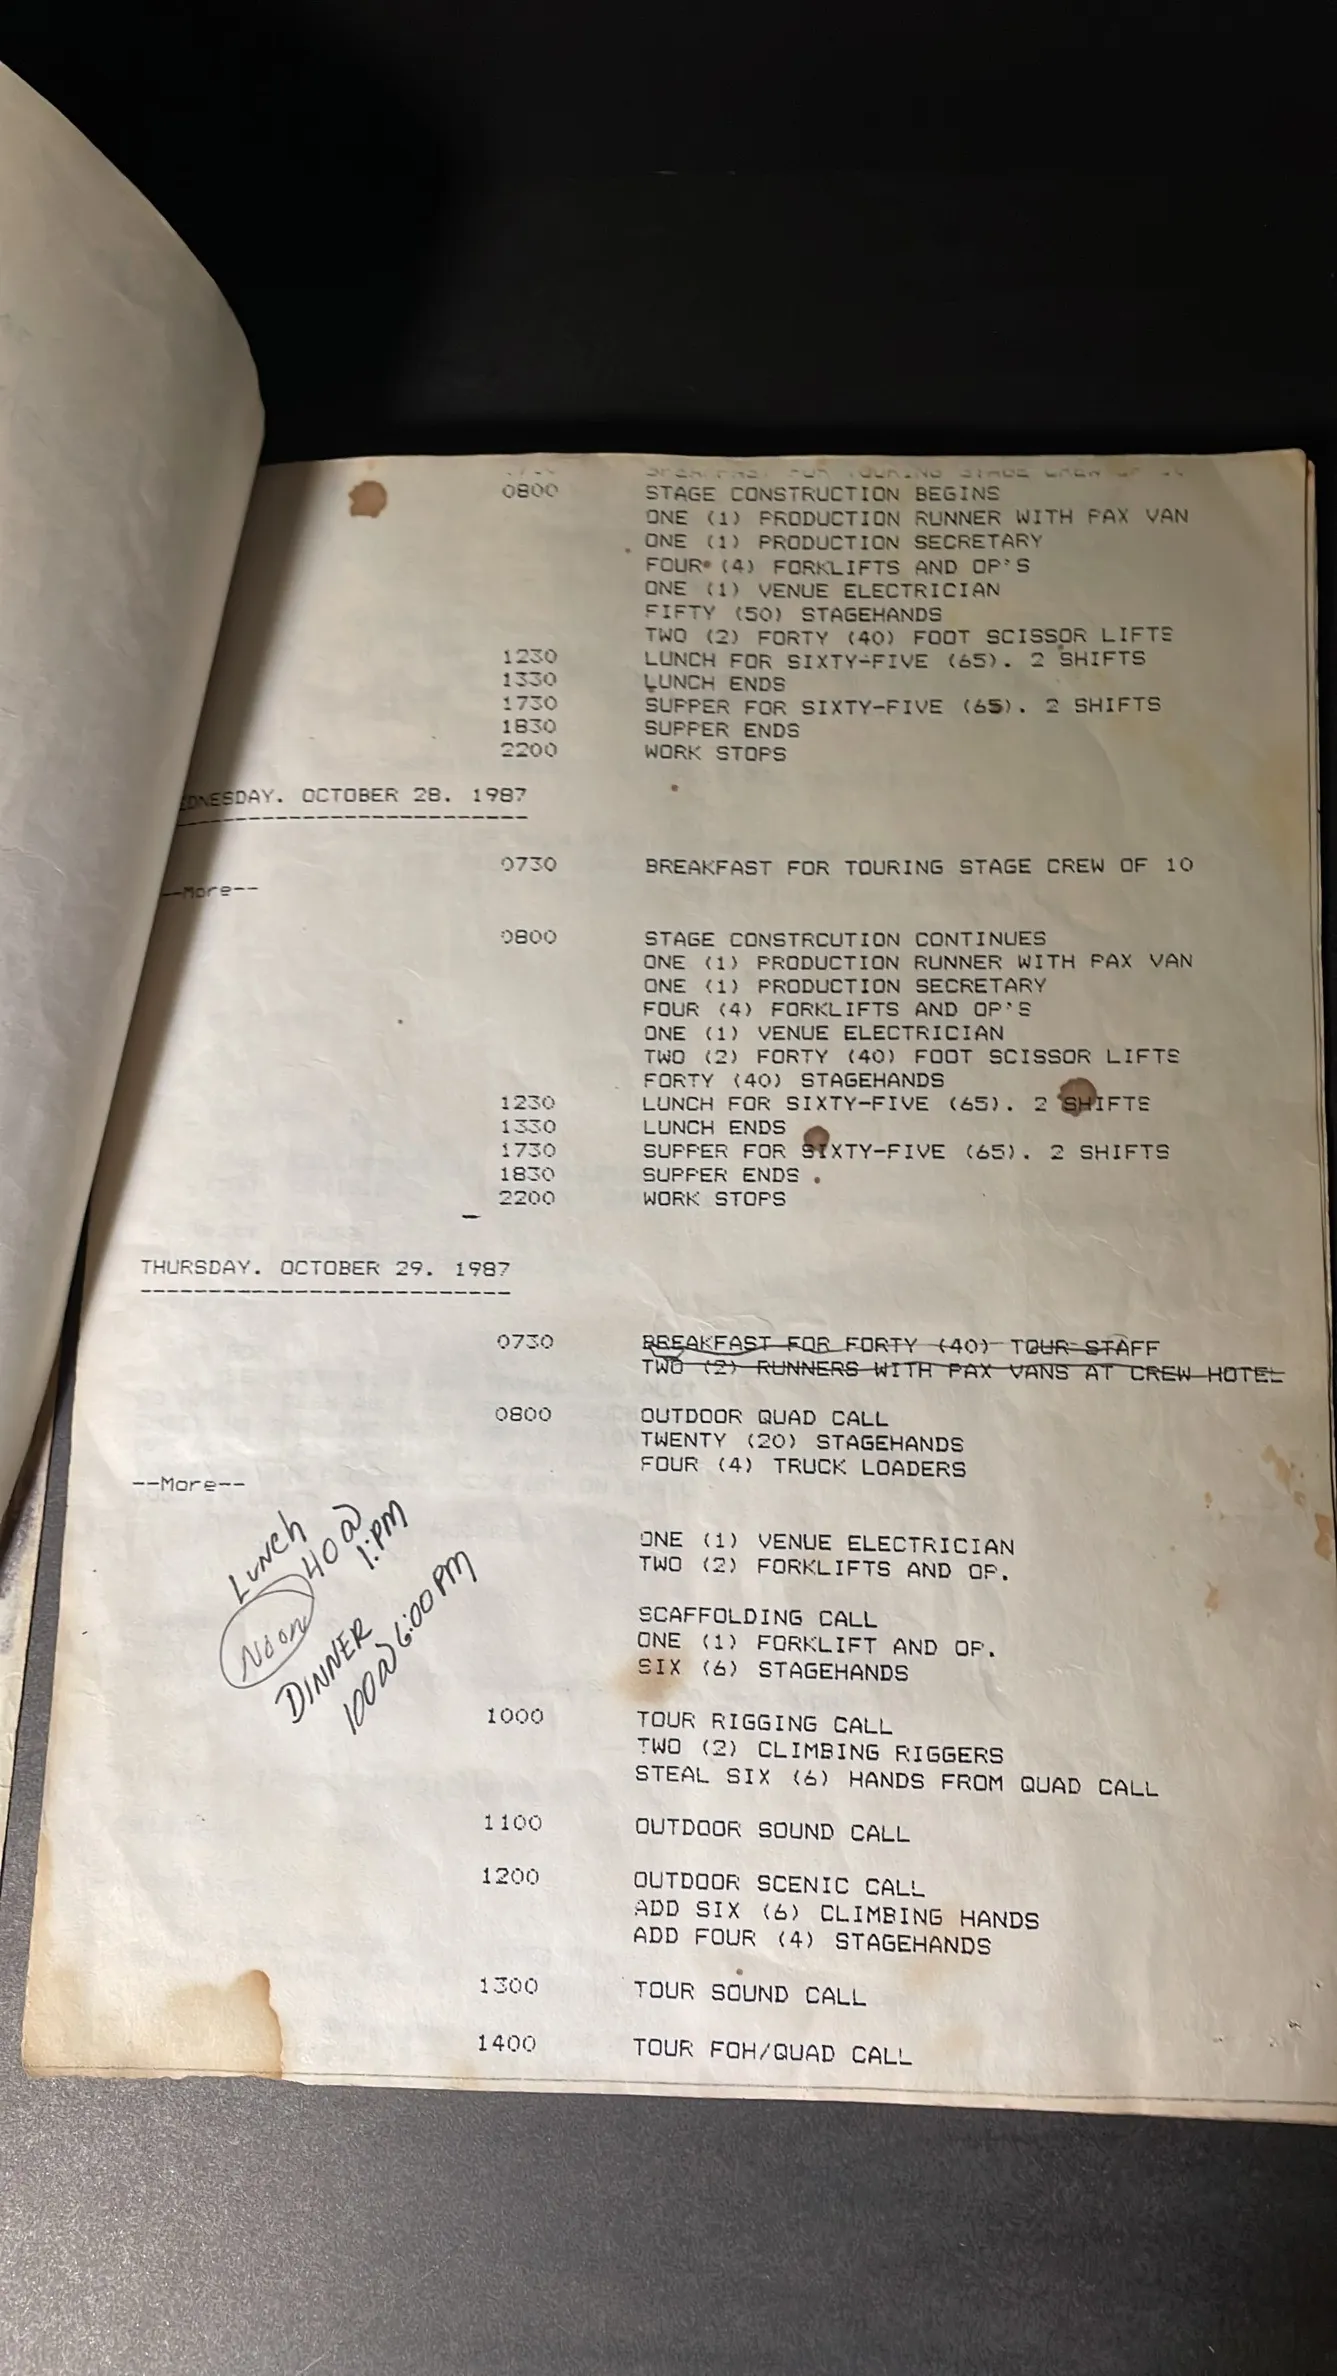 BREAKFAST FOR TOURING STAGE CREW OF 10
0800 STAGE CONSTRUCTION BEGINS
ONE (1) PRODUCTION RUNNER WITH PAX VAN
ONE (1) PRODUCTION SECRETARY
FOUR (4) FORKLIFTS AND OP'S
ONE (1) VENUE ELECTRICIAN
FIFTY (50) STAGEHANDS
TWO (2) FORTY (40) FOOT SCISSOR LIFTS
1230 LUNCH FOR SIXTY-FIVE (65). 2 SHIFTS
1330 LUNCH ENDS
1730 SUPPER FOR SIXTY-FIVE (65). 2 SHIFTS
1830 SUPPER ENDS
2200 WORK STOPS
EDNESDAY. OCTOBER 28. 1987
0730 BREAKFAST FOR TOURING STAGE CREW OF 10
--More--
0800 STAGE CONSTRCUTION CONTINUES
ONE (1) PRODUCTION RUNNER WITH PAX VAN
ONE (1) PRODUCTION SECRETARY
FOUR (4) FORKLIFTS AND OP'S
ONE (1) VENUE ELECTRICIAN
TWO (2) FORTY (40) FOOT SCISSOR LIFTS
FORTY (40) STAGEHANDS
1230 LUNCH FOR SIXTY-FIVE (65). 2 SHIFTS
1330 LUNCH ENDS
1730 SUPPER FOR SIXTY-FIVE (65). 2 SHIFTS
1830 SUPPER ENDS
2200 WORK STOPS
THURSDAY. OCTOBER 29. 1987
0730 BREAKFAST FOR FORTY (40) TOUR STAFF
TWO (2) RUNNERS WITH PAX VANS AT CREW HOTEL
0800 OUTDOOR QUAD CALL
TWENTY (20) STAGEHANDS
FOUR (4) TRUCK LOADERS
--More--
ONE (1) VENUE ELECTRICIAN
TWO (2) FORKLIFTS AND OP.
LUNCH 40 @ 1:PM
Noon
DINNER
100 @ 6:00 PM
SCAFFOLDING CALL
ONE (1) FORKLIFT AND OP.
SIX (6) STAGEHANDS
1000 TOUR RIGGING CALL
TWO (2) CLIMBING RIGGERS
STEAL SIX (6) HANDS FROM QUAD CALL
1100 OUTDOOR SOUND CALL
1200 OUTDOOR SCENIC CALL
ADD SIX (6) CLIMBING HANDS
ADD FOUR (4) STAGEHANDS
1300 TOUR SOUND CALL
1400 TOUR FOH/QUAD CALL